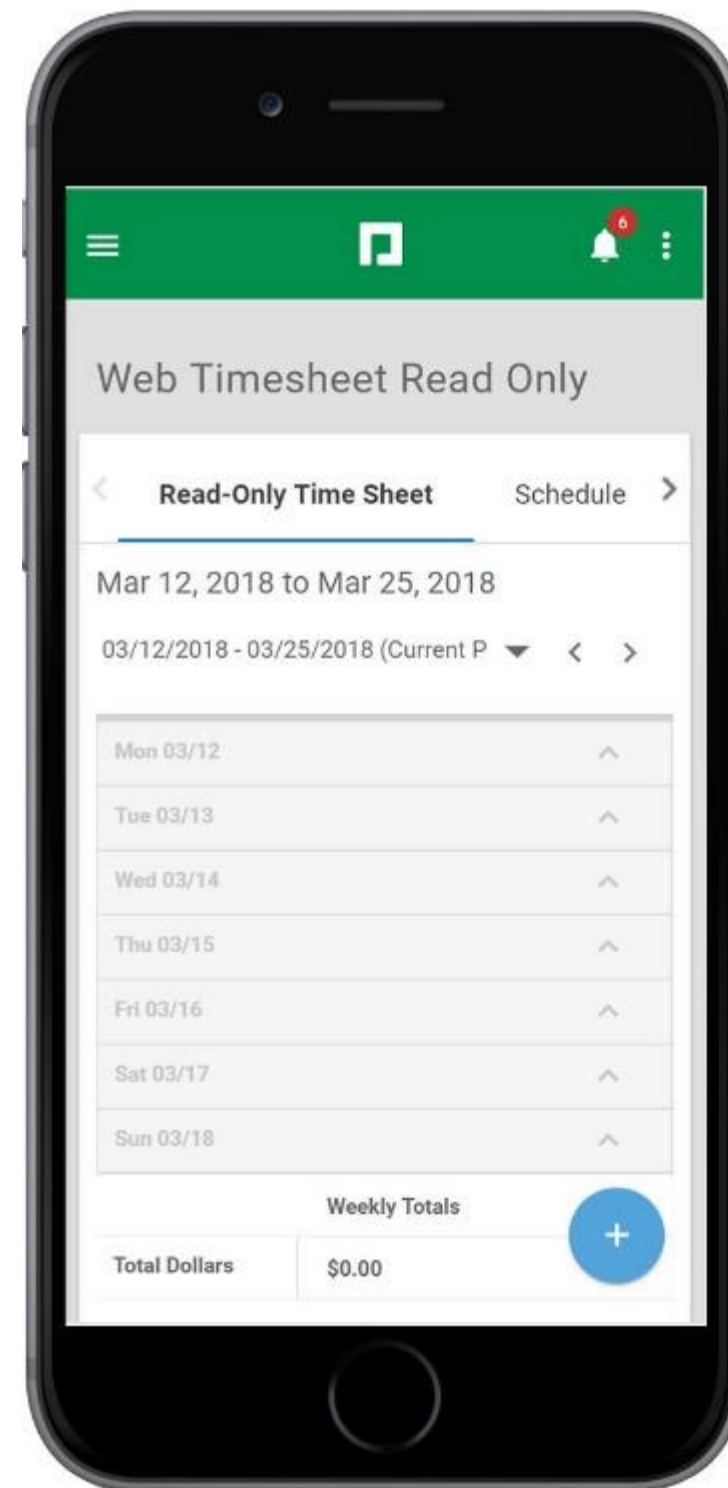 6
Web Timesheet Read Only
Read-Only Time Sheet Schedule
Mar 12, 2018 to Mar 25, 2018
03/12/2018 - 03/25/2018 (Current P
Mon 03/12
Tue 03/13
Wed 03/14
Thu 03/15
Fri 03/16
Sat 03/17
Sun 03/18
Weekly Totals
Total Dollars $0.00